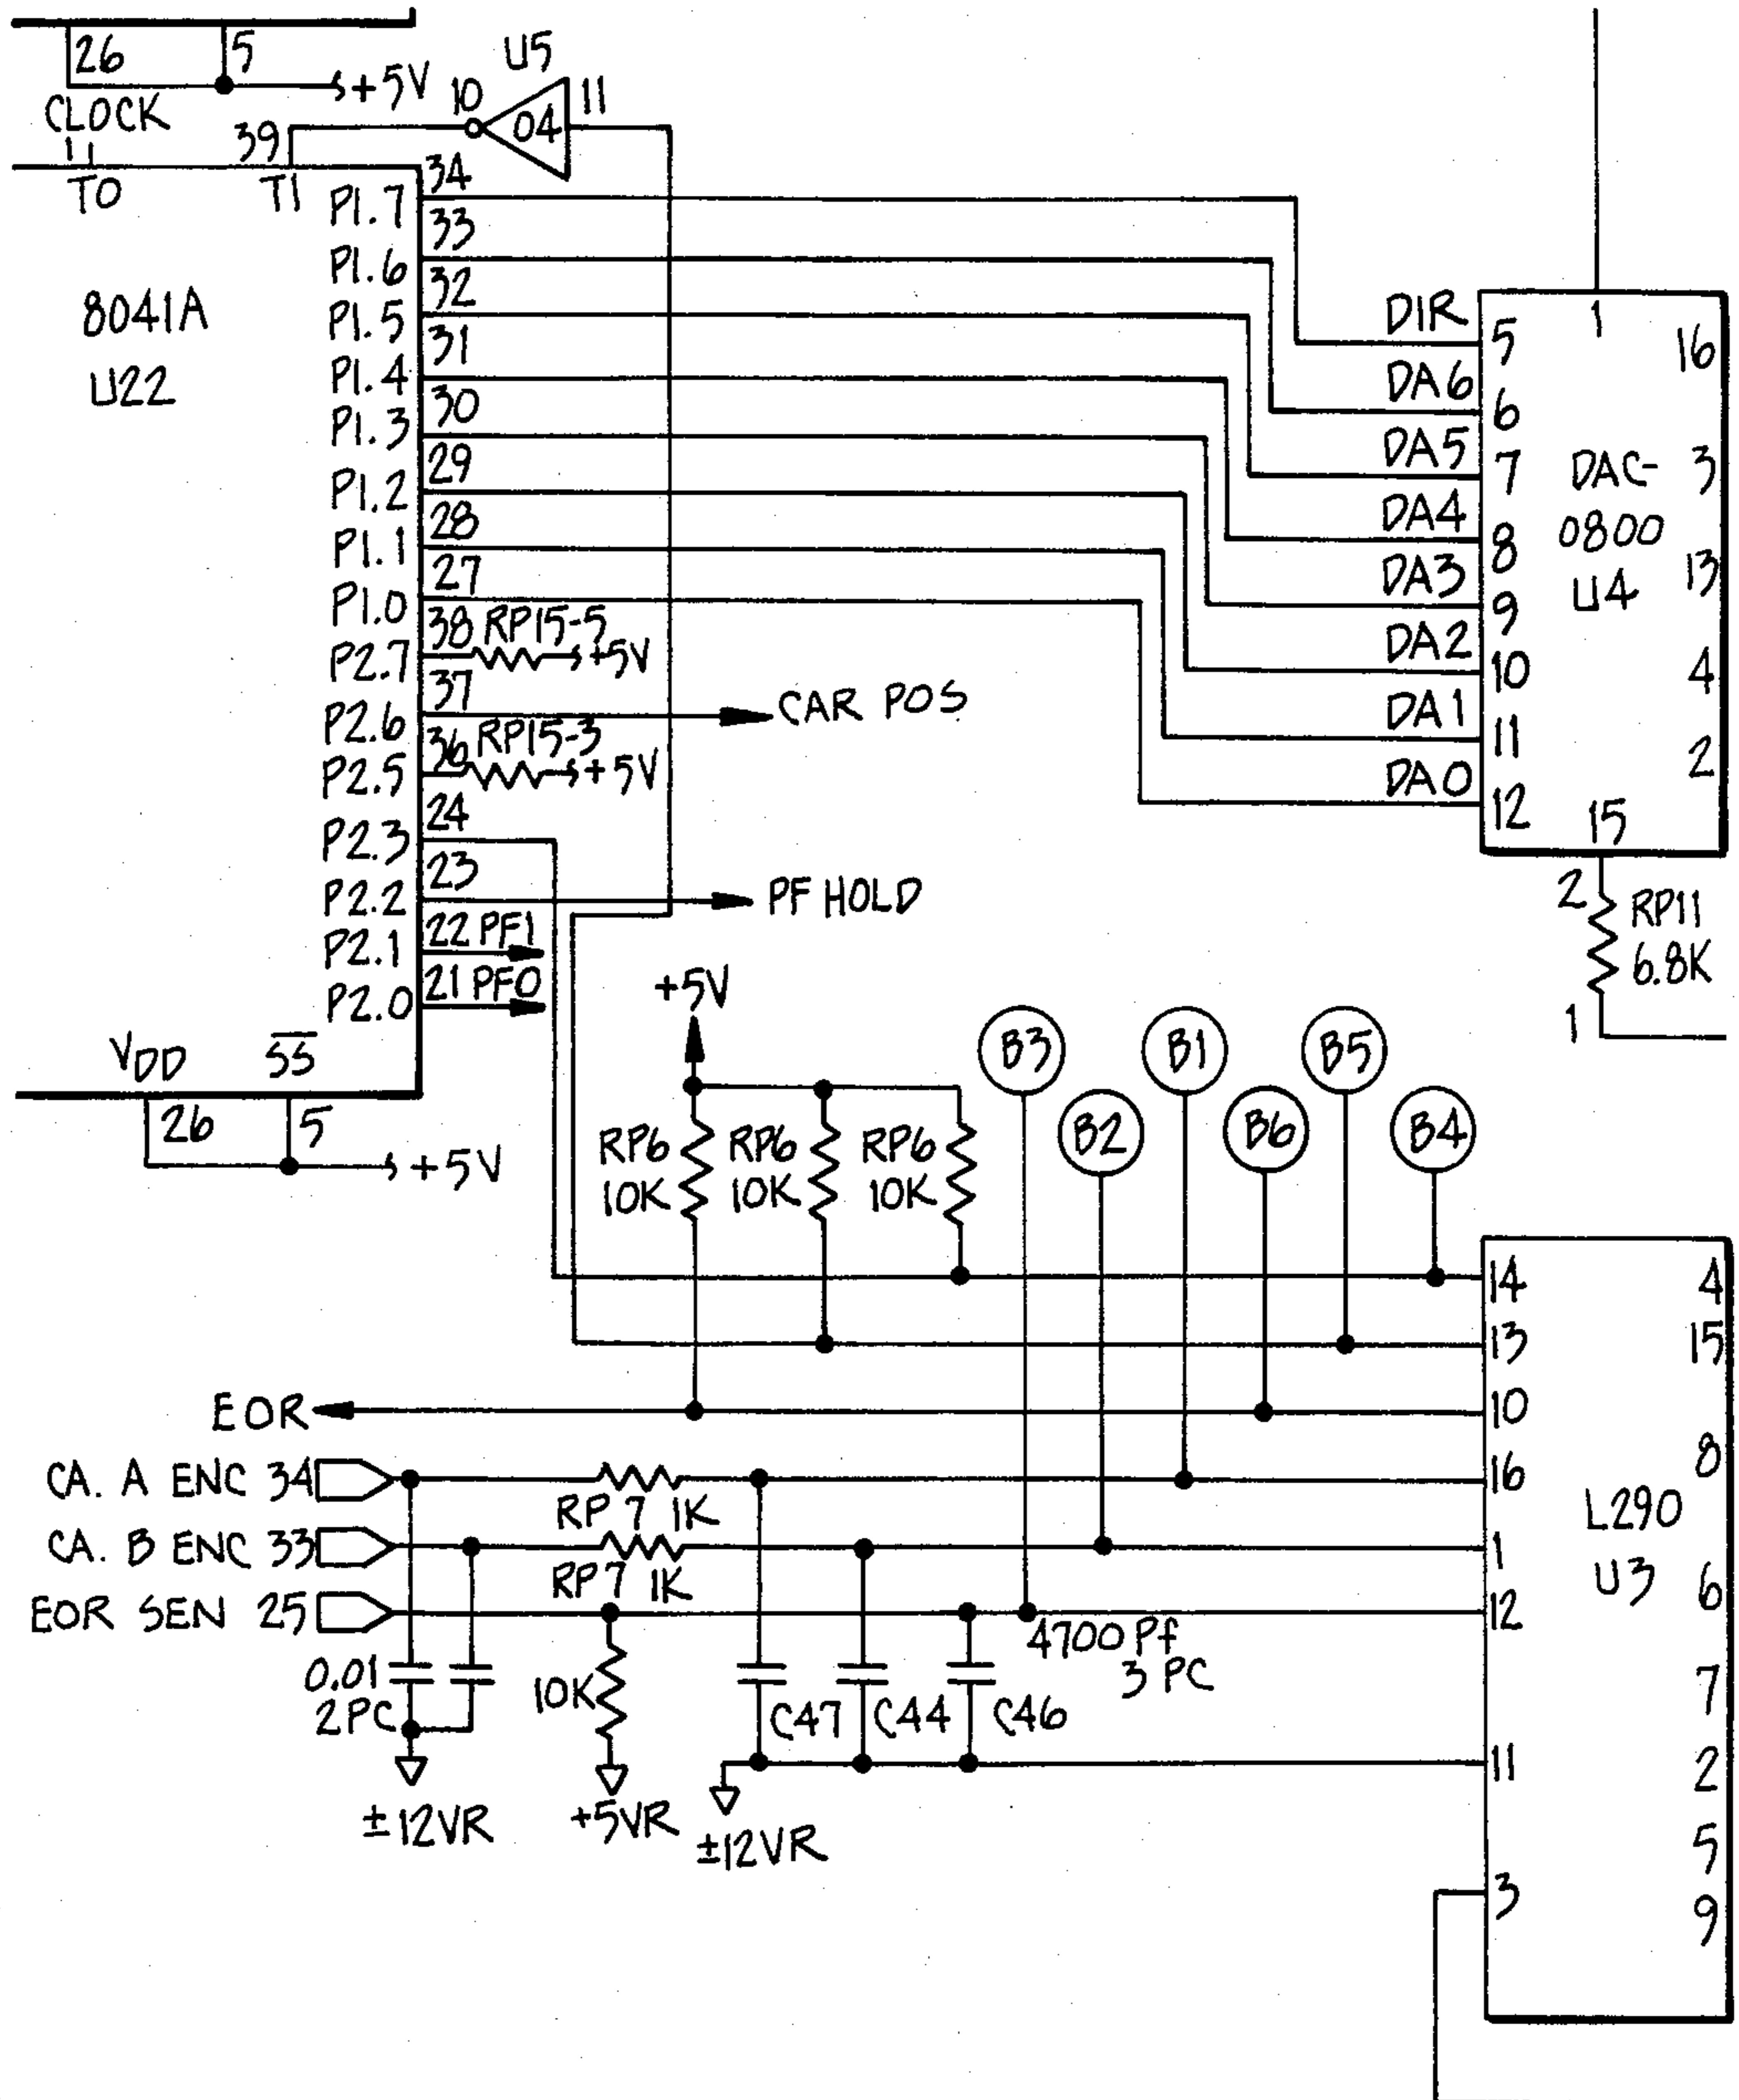 26
5
+5V
CLOCK
U5
10
04
11
1
39
T0
T1
8041A
U22
P1.7
34
P1.6
33
P1.5
32
P1.4
31
P1.3
30
P1.2
29
P1.1
28
P1.0
27
P2.7
38
RP15-5
+5V
P2.6
37
CAR POS
P2.5
36
RP15-3
+5V
P2.3
24
P2.2
23
PF HOLD
P2.1
22 PF1
P2.0
21 PF0
VDD
SS
26
5
+5V
DIR
DA6
DA5
DA4
DA3
DA2
DA1
DA0
5
6
7
8
9
10
11
12
1
16
DAC-
0800
U4
3
13
4
2
15
2
RP11
6.8K
1
+5V
RP6
10K
RP6
10K
RP6
10K
B3
B2
B1
B6
B5
B4
EOR
CA. A ENC 34
RP 7 1K
CA. B ENC 33
RP7 1K
EOR SEN 25
0.01
2PC
±12VR
10K
+5VR
C47
C44
C46
4700 Pf
3 PC
±12VR
14
13
10
16
1
12
11
3
L290
U3
4
15
8
6
7
2
5
9